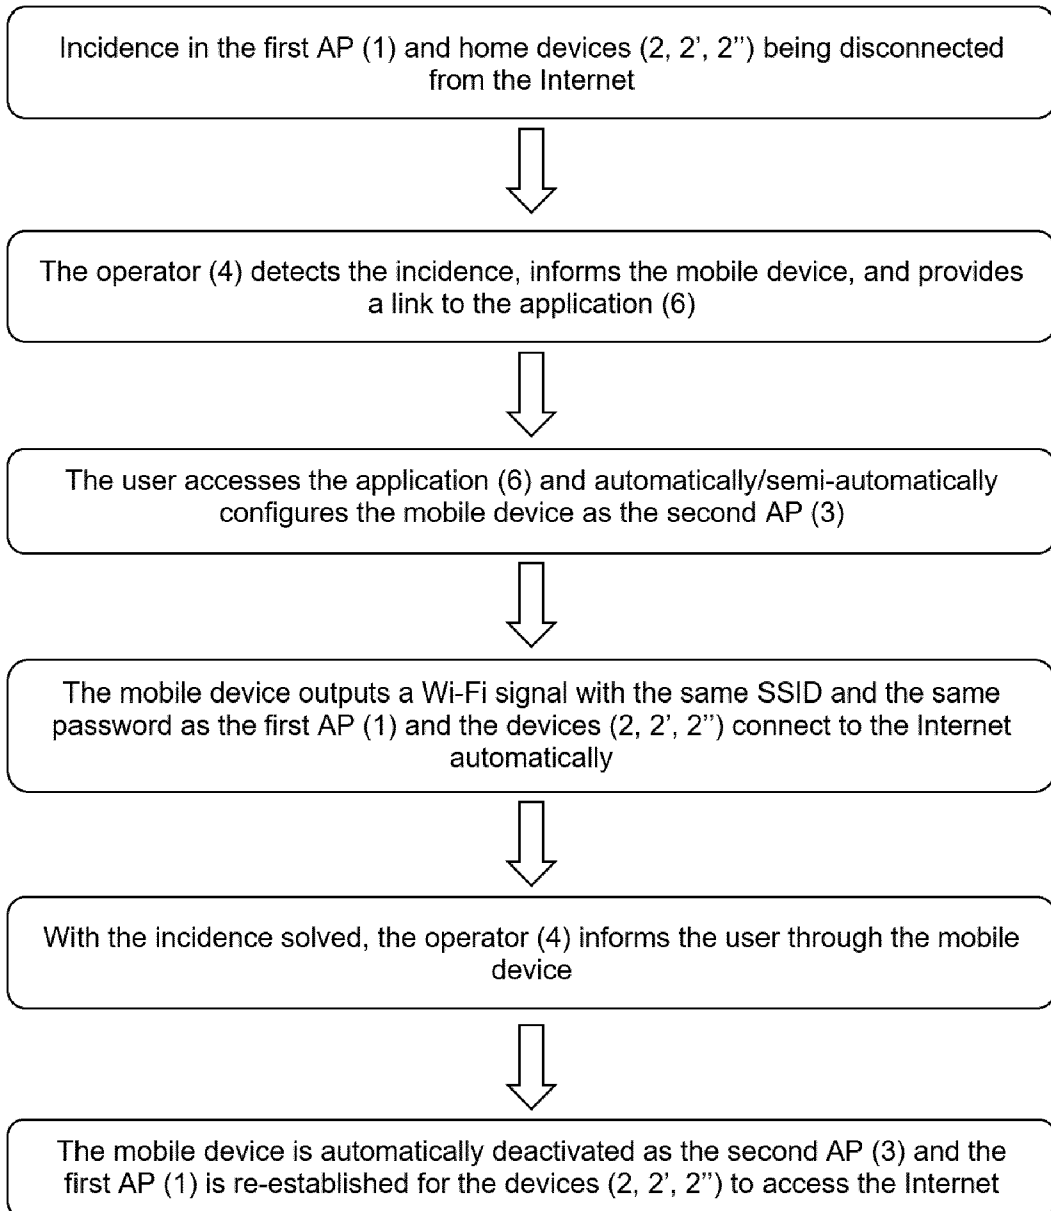 Incidence in the first AP (1) and home devices (2, 2’, 2’’) being disconnected
from the Internet
The operator (4) detects the incidence, informs the mobile device, and provides
a link to the application (6)
The user accesses the application (6) and automatically/semi-automatically
configures the mobile device as the second AP (3)
The mobile device outputs a Wi-Fi signal with the same SSID and the same
password as the first AP (1) and the devices (2, 2’, 2’’) connect to the Internet
automatically
With the incidence solved, the operator (4) informs the user through the mobile
device
The mobile device is automatically deactivated as the second AP (3) and the
first AP (1) is re-established for the devices (2, 2’, 2’’) to access the Internet